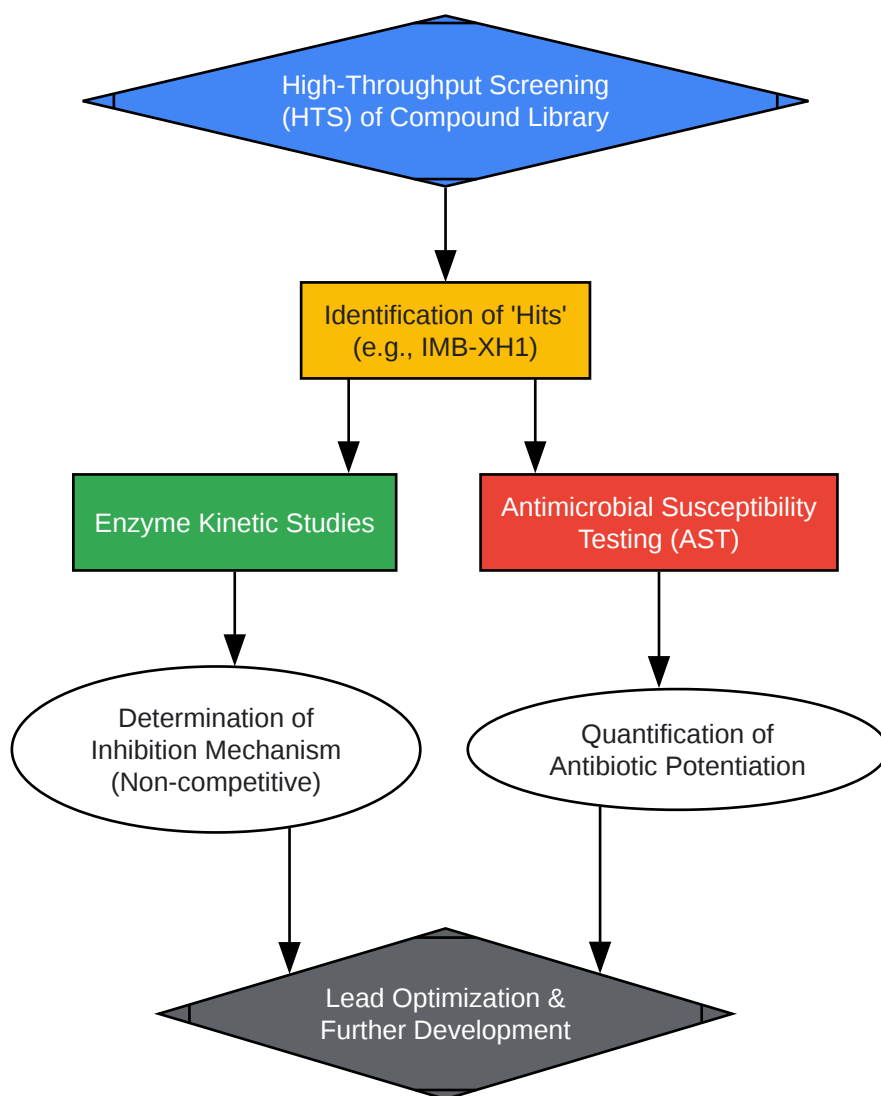 High-Throughput Screening
(HTS) of Compound Library
Identification of 'Hits'
(e.g., IMB-XH1)
Enzyme Kinetic Studies
Antimicrobial Susceptibility
Testing (AST)
Determination of
Inhibition Mechanism
(Non-competitive)
Quantification of
Antibiotic Potentiation
Lead Optimization &
Further Development